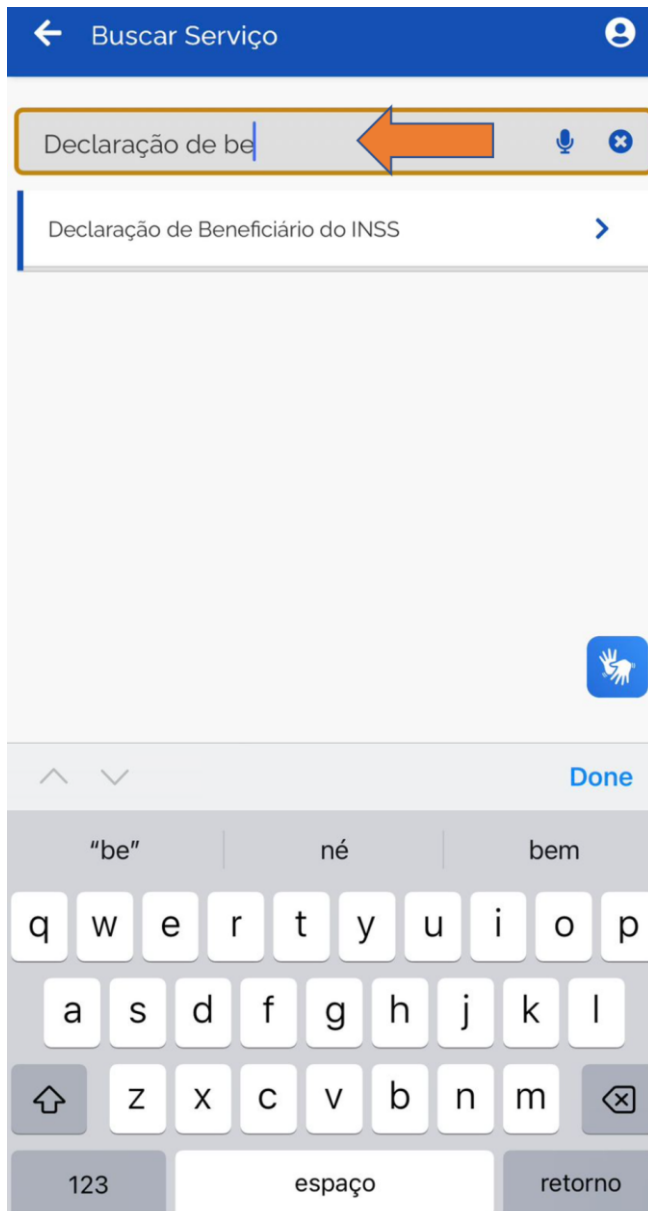 Buscar Serviço
Declaração de be
Declaração de Beneficiário do INSS
Done
"be" né bem
q w e r t y u i o p
a s d f g h j k l
z x c v b n m
123 espaço retorno